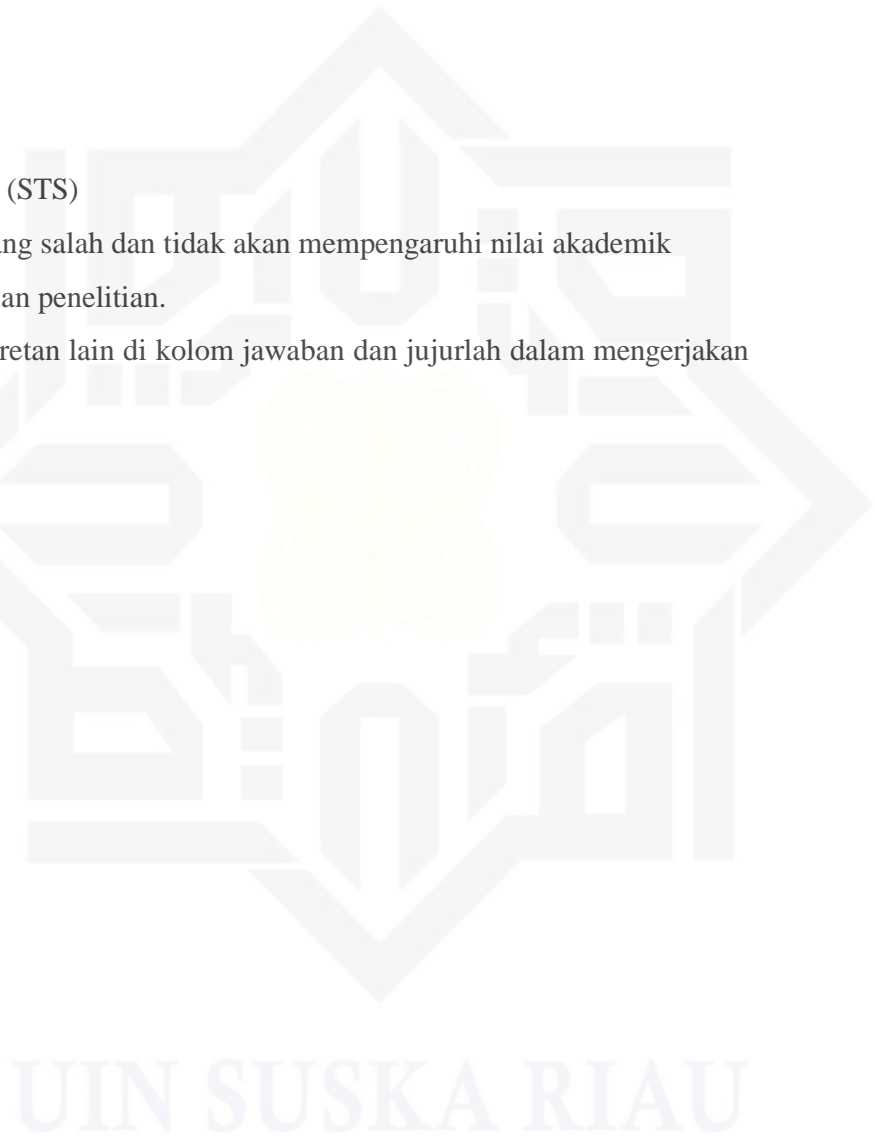 (STS)
ang salah dan tidak akan mempengaruhi nilai akademik
an penelitian.
retan lain di kolom jawaban dan jujurlah dalam mengerjakan
UIN SUSKA RIAU